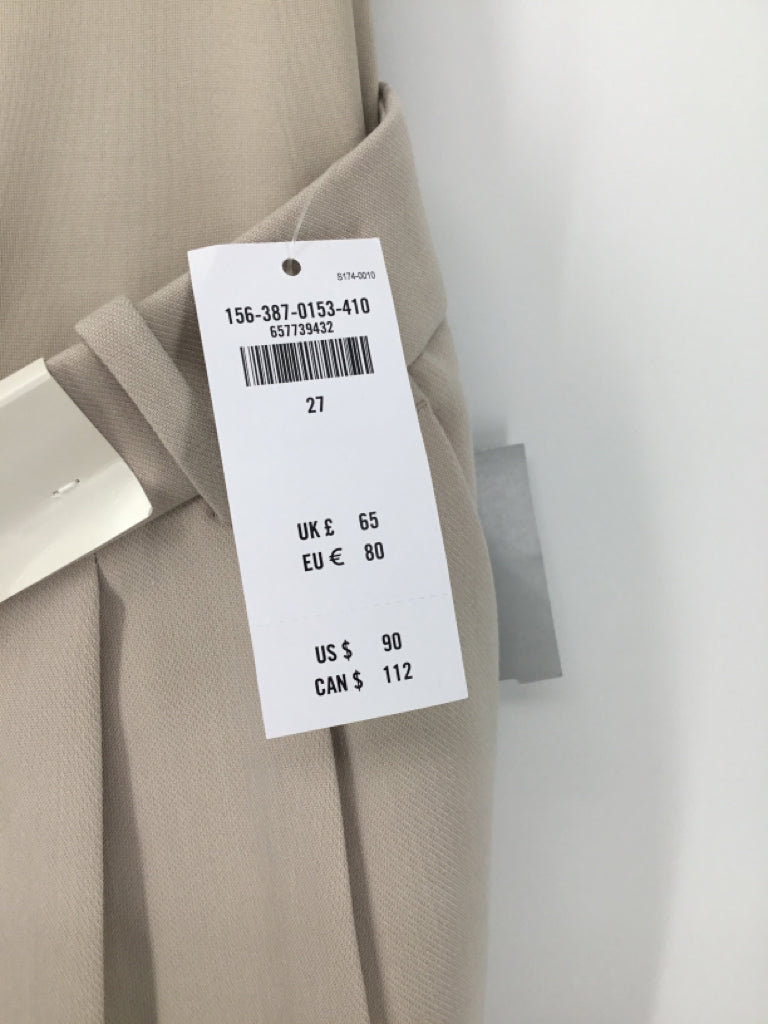 S174-0010
156-387-0153-410
657739432
27
UK £ 65
EU € 80
US $ 90
CAN $ 112